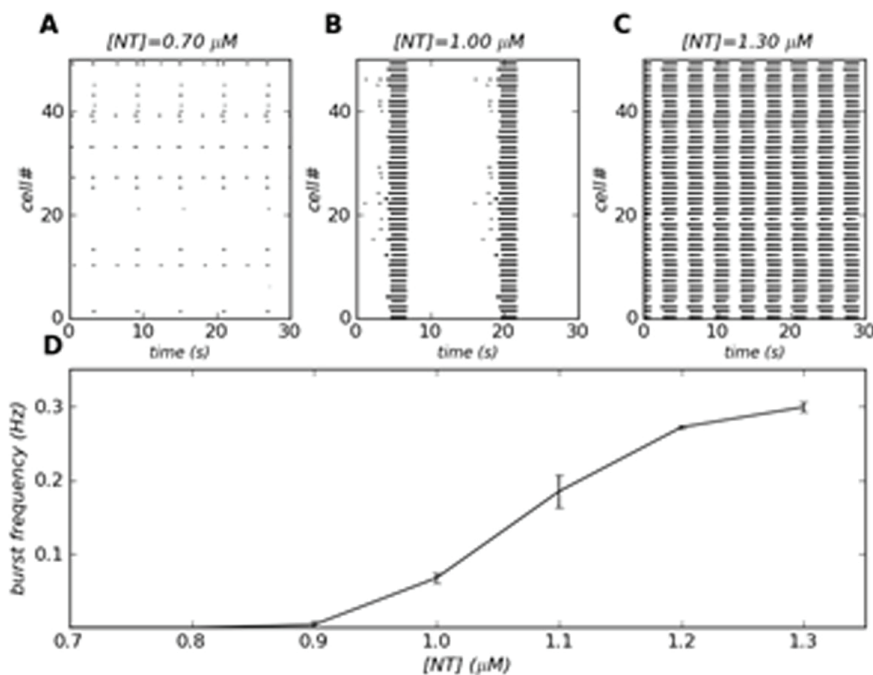 A
[NT]=0.70 μM
B
[NT]=1.00 μM
C
[NT]=1.30 μM
cell#
40
20
0
0 10 20 30
time (s)
cell#
40
20
0
0 10 20 30
time (s)
cell#
40
20
0
0 10 20 30
time (s)
D
burst frequency (Hz)
0.3
0.2
0.1
0.7 0.8 0.9 1.0 1.1 1.2 1.3
[NT] (μM)